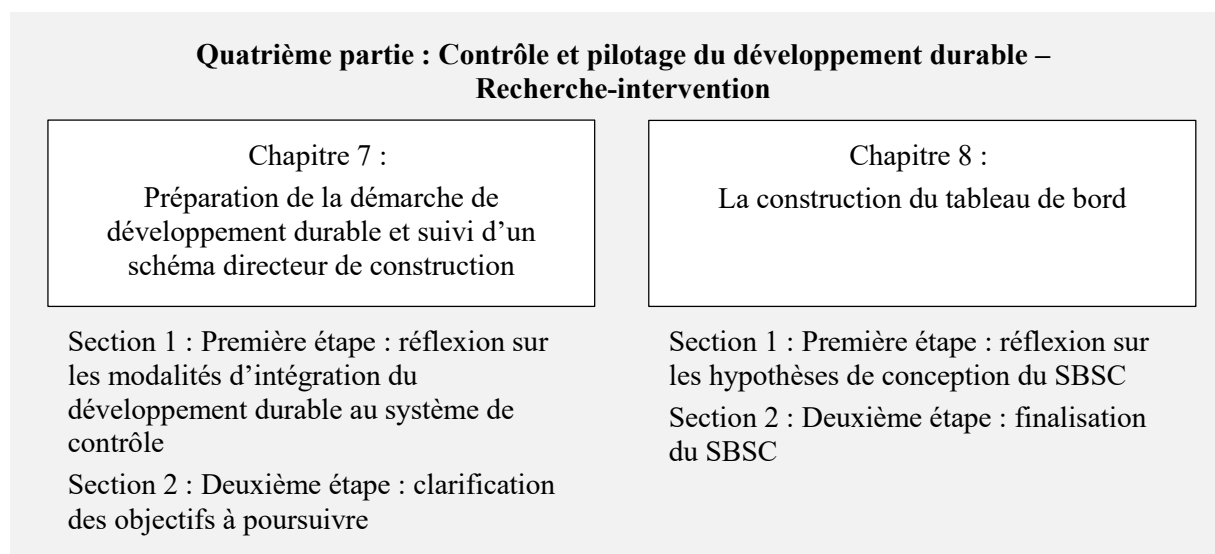 Quatrième partie : Contrôle et pilotage du développement durable –
Recherche-intervention
Chapitre 7 :
Préparation de la démarche de
développement durable et suivi d’un
schéma directeur de construction
Section 1 : Première étape : réflexion sur
les modalités d’intégration du
développement durable au système de
contrôle
Section 2 : Deuxième étape : clarification
des objectifs à poursuivre
Chapitre 8 :
La construction du tableau de bord
Section 1 : Première étape : réflexion sur
les hypothèses de conception du SBSC
Section 2 : Deuxième étape : finalisation
du SBSC